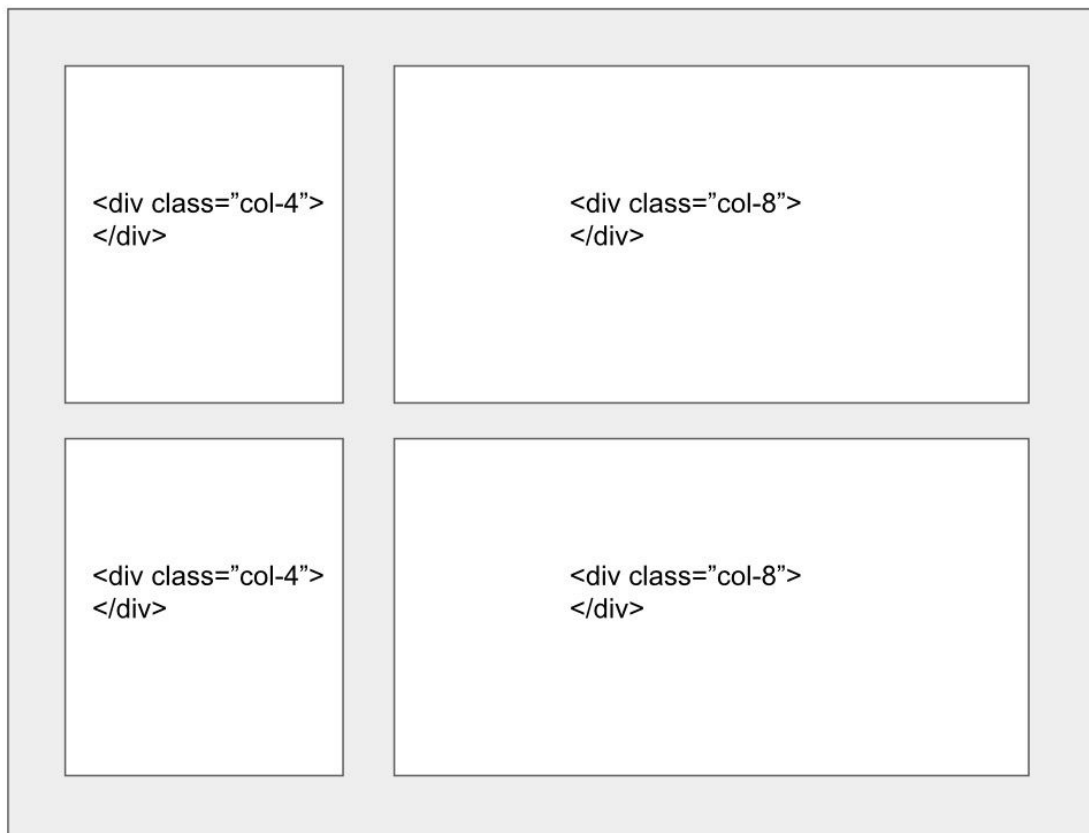 <div class=”col-4”>
</div>
<div class=”col-8”>
</div>
<div class=”col-4”>
</div>
<div class=”col-8”>
</div>